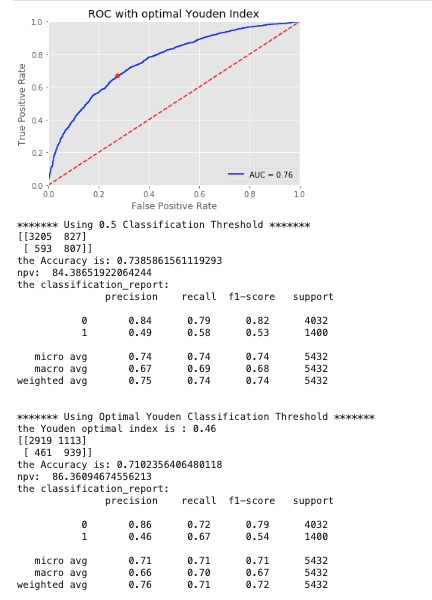 ROC with optimal Youden Index
1.0
0.8
0.6
0.4
0.2
0.0
True Positive Rate
AUC = 0.76
0.0 0.2 0.4 0.6 0.8 1.0
False Positive Rate
******* Using 0.5 Classification Threshold *******
[[3205 827]
[ 593 807]]
the Accuracy is: 0.7385861561119293
npv: 84.38651922064244
the classification_report:
precision recall f1-score support
0 0.84 0.79 0.82 4032
1 0.49 0.58 0.53 1400
micro avg 0.74 0.74 0.74 5432
macro avg 0.67 0.69 0.68 5432
weighted avg 0.75 0.74 0.74 5432
******* Using Optimal Youden Classification Threshold *******
the Youden optimal index is : 0.46
[[2919 1113]
[ 461 939]]
the Accuracy is: 0.7102356406480118
npv: 86.36094674556213
the classification_report:
precision recall f1-score support
0 0.86 0.72 0.79 4032
1 0.46 0.67 0.54 1400
micro avg 0.71 0.71 0.71 5432
macro avg 0.66 0.70 0.67 5432
weighted avg 0.76 0.71 0.72 5432